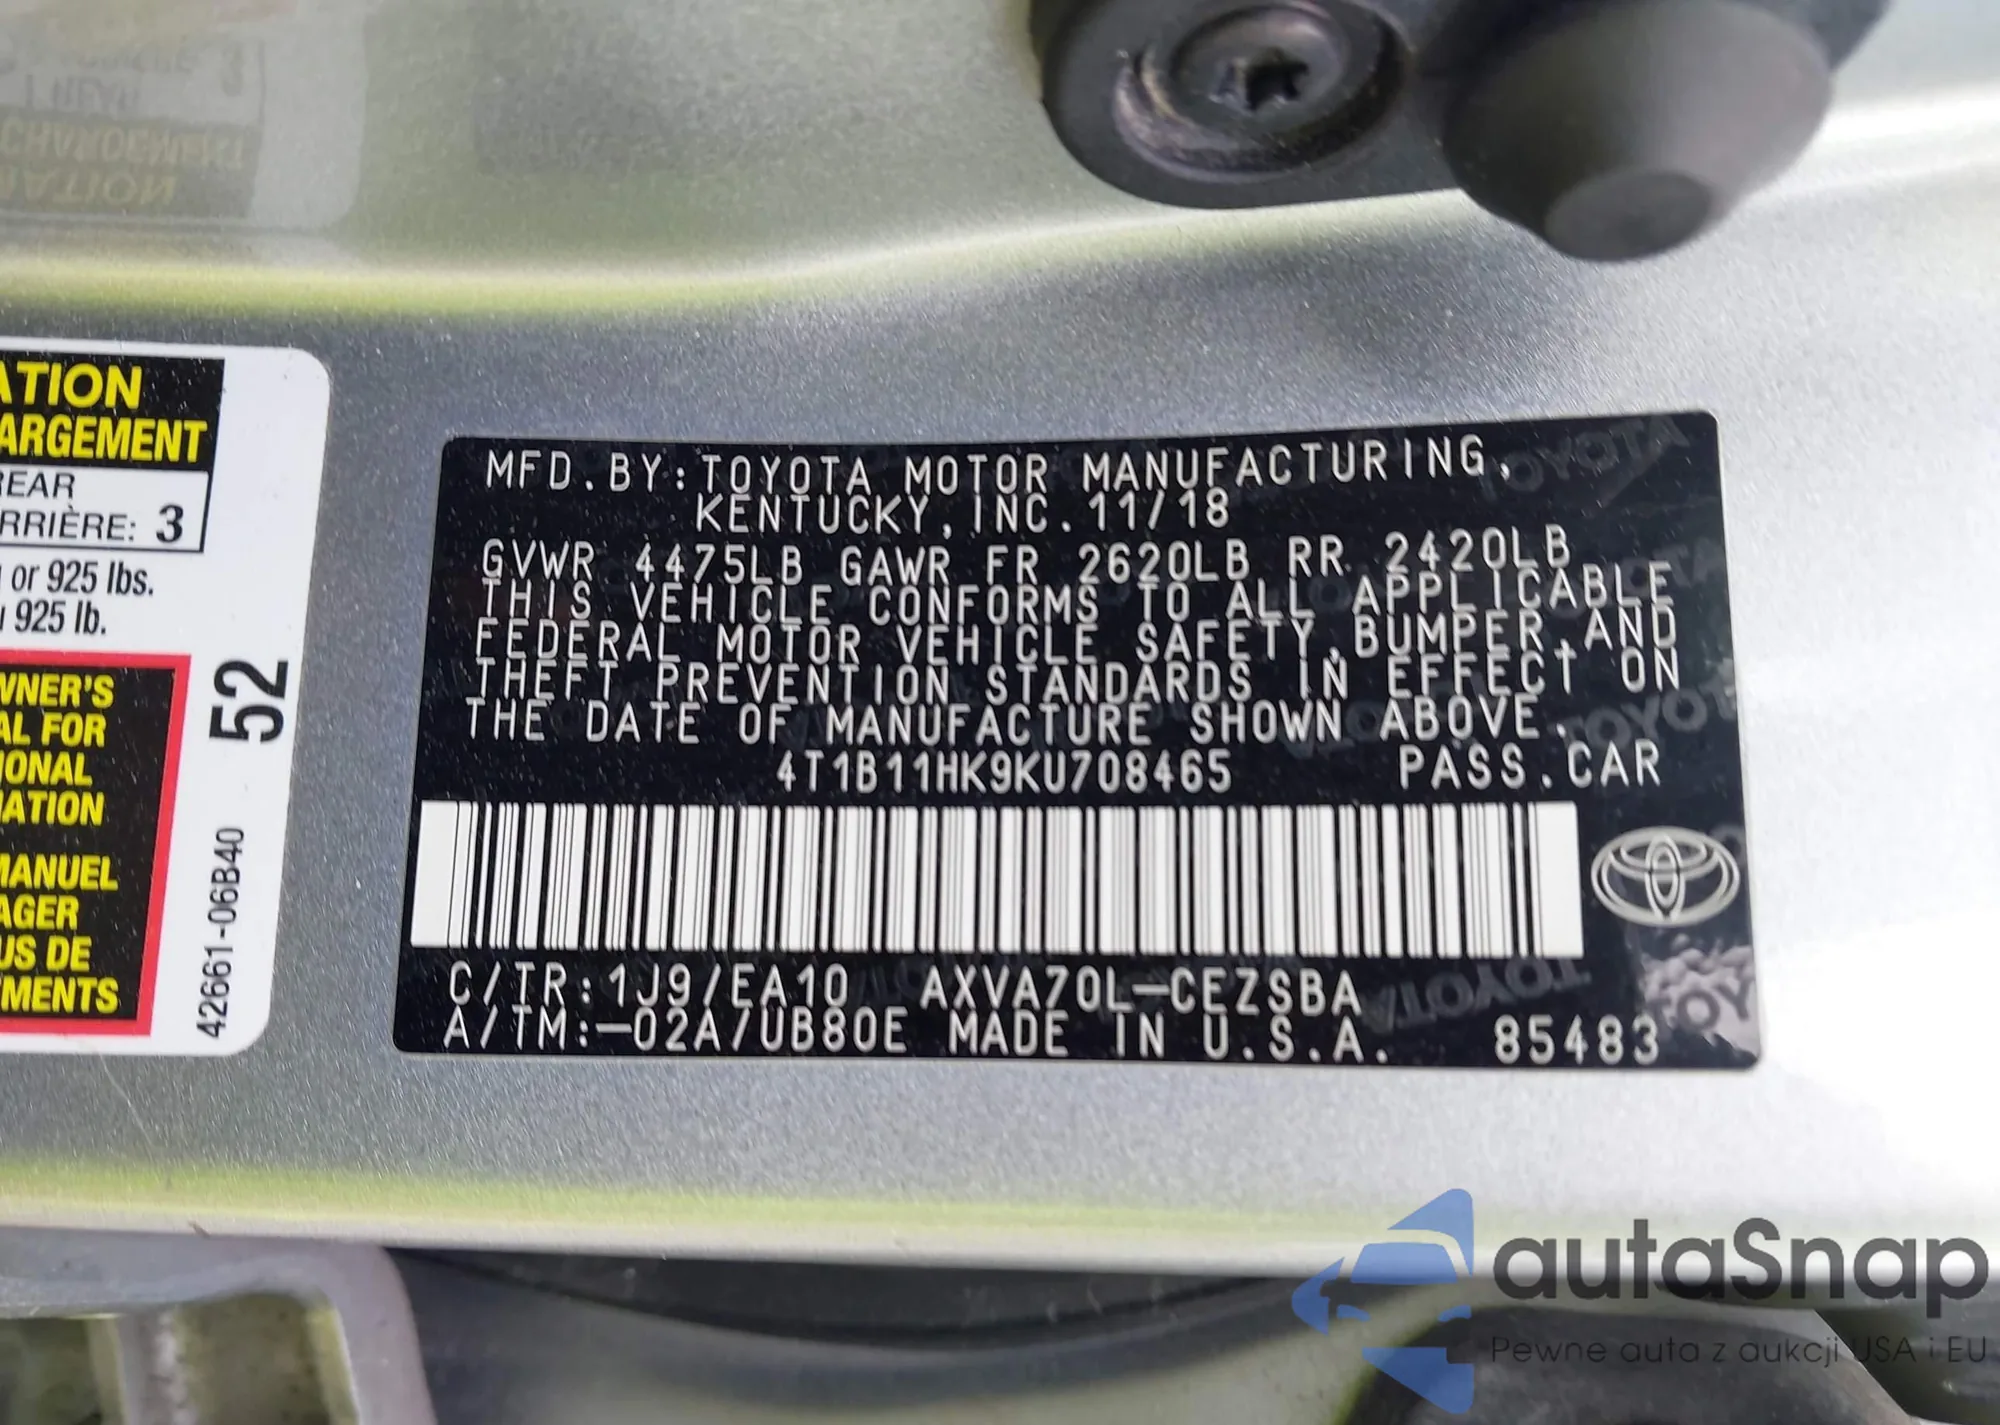 ATION
ARGEMENT
REAR
RRIÈRE: 3
or 925 lbs.
925 lb.
WNER'S
AL FOR
IONAL
MATION
MANUEL
AGER
US DE
MENTS
52
42661-06B40
MFD.BY:TOYOTA MOTOR MANUFACTURING,
KENTUCKY,INC.11/18
GVWR 4475LB GAWR FR 2620LB RR 2420LB
THIS VEHICLE CONFORMS TO ALL APPLICABLE
FEDERAL MOTOR VEHICLE SAFETY,BUMPER,AND
THEFT PREVENTION STANDARDS IN EFFECT ON
THE DATE OF MANUFACTURE SHOWN ABOVE.
4T1B11HK9KU708465 PASS.CAR
C/TR:1J9/EA10 AXVA70L-CEZSBA
A/TM:-02A/UB80E MADE IN U.S.A. 85483
autaSnap
Pewne auta z aukcji USA i EU